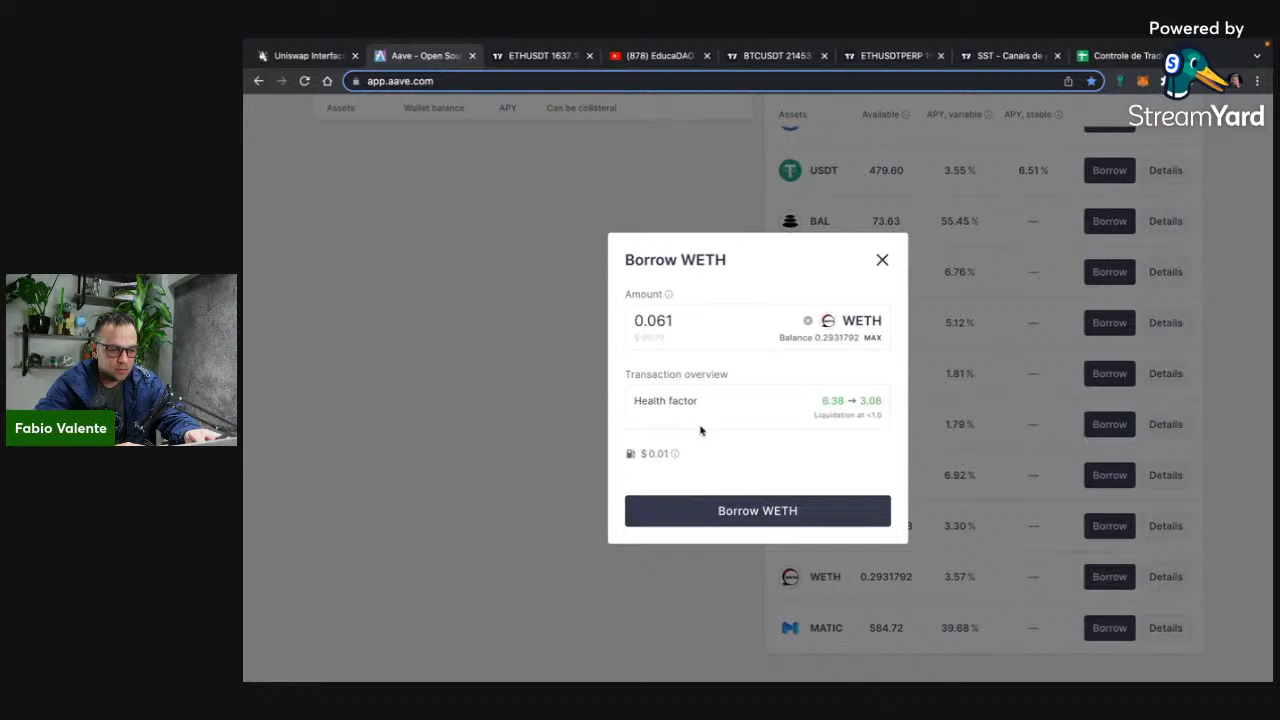 Powered by
StreamYard
Uniswap Interfac
Aave - Open Sou
ETHUSDT 1637.1
(878) EducaDAO
BTCUSDT 21453.
ETHUSDTPERP
SST - Canais de
Controle de Trad
app.aave.com
Assets Wallet balance APY Can be collateral
Assets Available APY, variable APY, stable
USDT 479.60 3.55 % 6.51 % Borrow Details
BAL 73.63 55.45 % — Borrow Details
6.76 % — Borrow Details
5.12 % — Borrow Details
1.81 % — Borrow Details
1.79 % — Borrow Details
6.92 % — Borrow Details
3.30 % — Borrow Details
WETH 0.2931792 3.57 % — Borrow Details
MATIC 584.72 39.68 % — Borrow Details
Borrow WETH
Amount
0.061 WETH
Balance 0.2931792 MAX
Transaction overview
Health factor 6.38 → 3.08
Liquidation at <1.0
$ 0.01
Borrow WETH
Fabio Valente